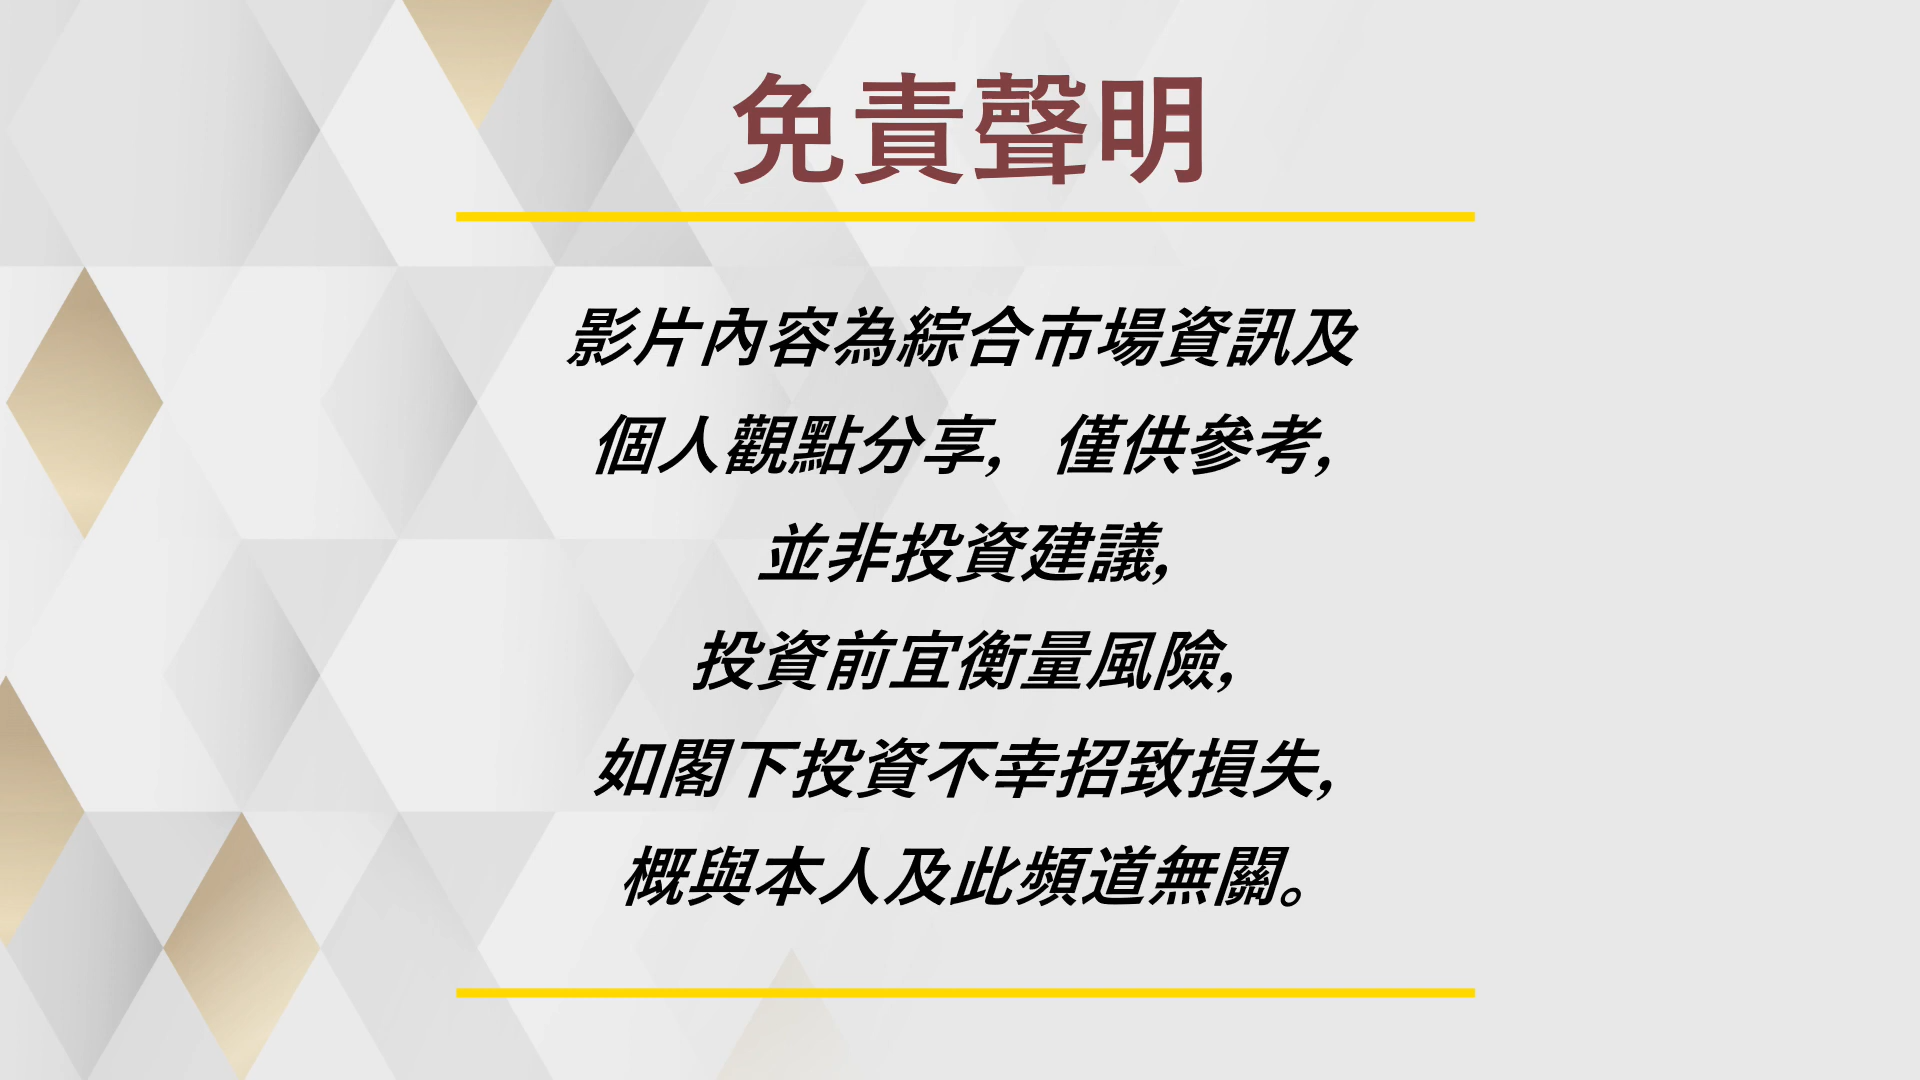 免責聲明
影片內容為綜合市場資訊及
個人觀點分享，僅供參考，
並非投資建議，
投資前宜衡量風險，
如閣下投資不幸招致損失，
概與本人及此頻道無關。